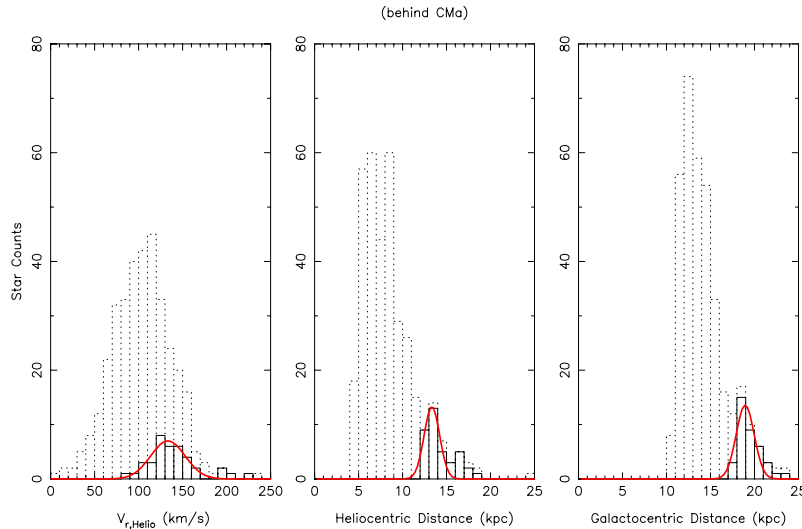 (behind CMa)
80
60
40
20
0
Star Counts
0 50 100 150 200 250
V_r,Helio (km/s)
80
60
40
20
0
0 5 10 15 20 25
Heliocentric Distance (kpc)
80
60
40
20
0
0 5 10 15 20 25
Galactocentric Distance (kpc)